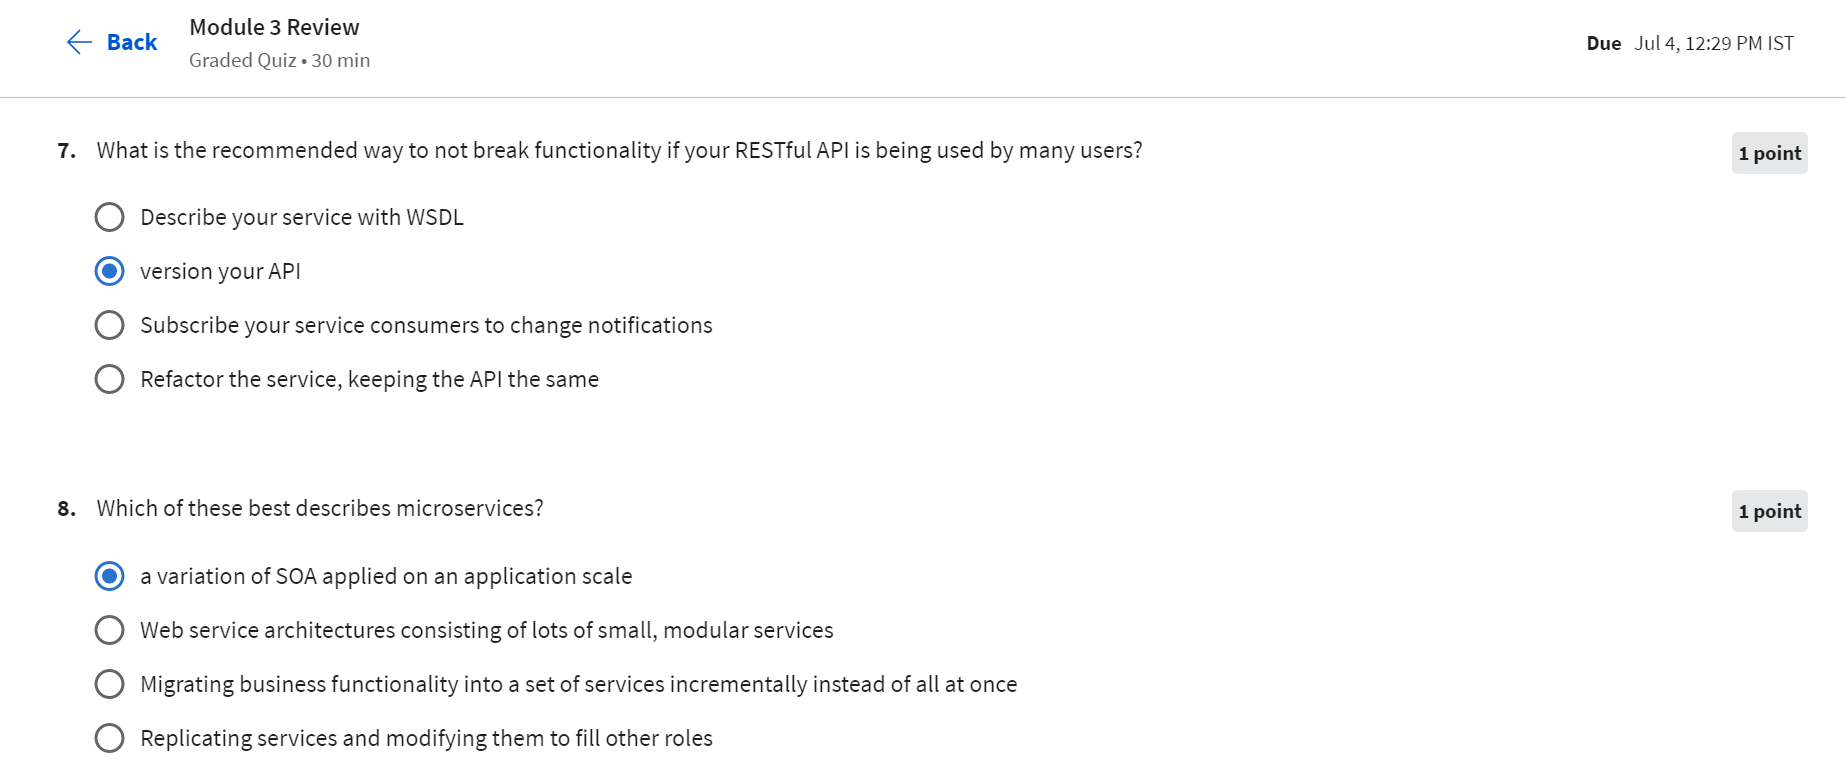 Back
Module 3 Review
Graded Quiz • 30 min
Due Jul 4, 12:29 PM IST
7. What is the recommended way to not break functionality if your RESTful API is being used by many users?
1 point
Describe your service with WSDL
version your API
Subscribe your service consumers to change notifications
Refactor the service, keeping the API the same
8. Which of these best describes microservices?
1 point
a variation of SOA applied on an application scale
Web service architectures consisting of lots of small, modular services
Migrating business functionality into a set of services incrementally instead of all at once
Replicating services and modifying them to fill other roles